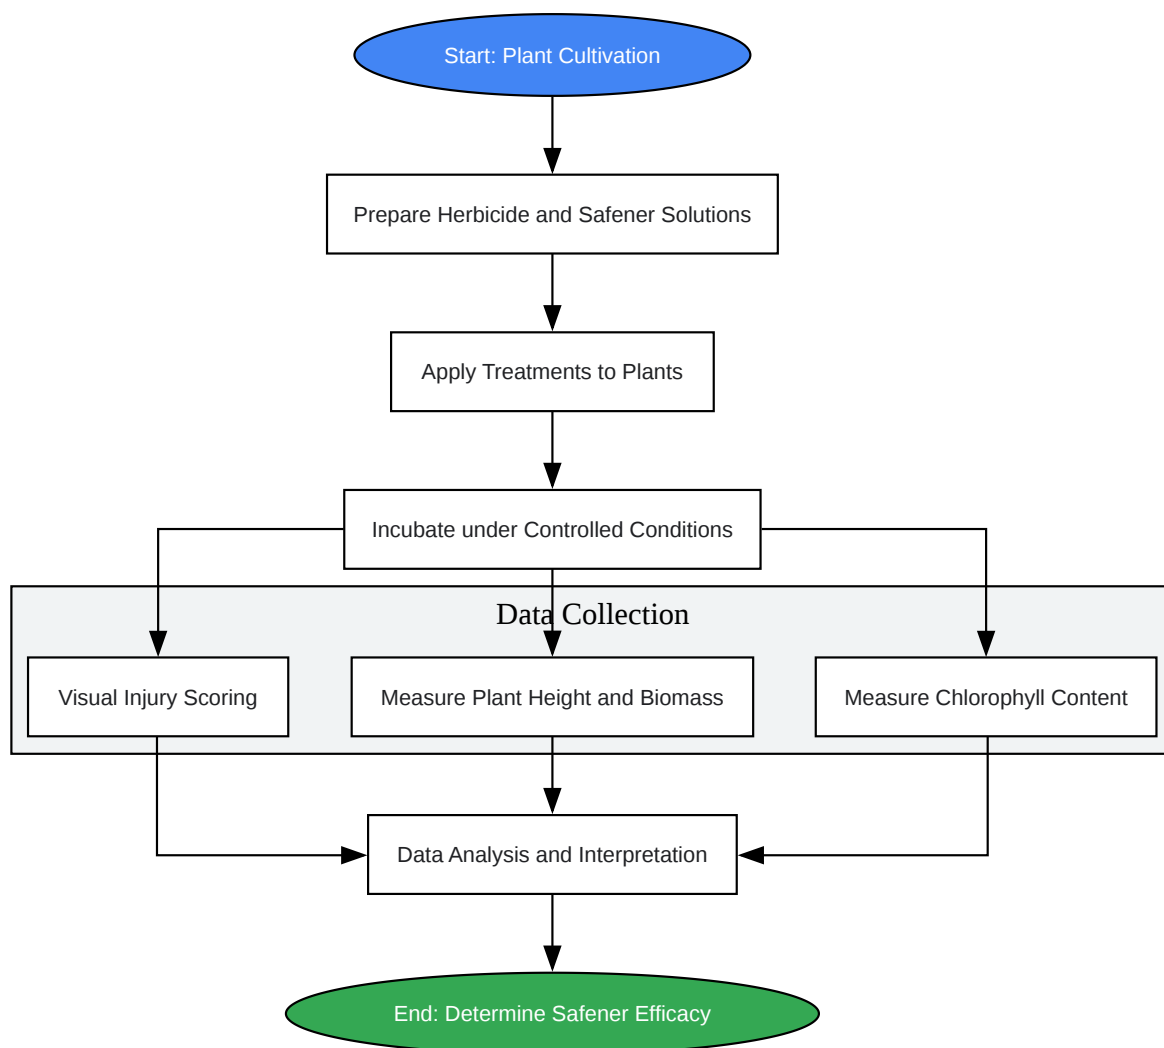 Start: Plant Cultivation
Prepare Herbicide and Safener Solutions
Apply Treatments to Plants
Incubate under Controlled Conditions
Data Collection
Visual Injury Scoring
Measure Plant Height and Biomass
Measure Chlorophyll Content
Data Analysis and Interpretation
End: Determine Safener Efficacy